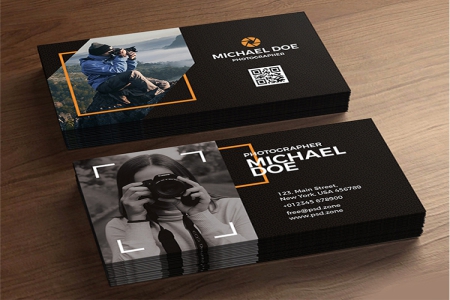 MICHAEL DOE
PHOTOGRAPHER
PHOTOGRAPHER
MICHAEL
DOE
123, Main Street,
New York, USA 456789
+012345 678900
free@psd.zone
www.psd.zone